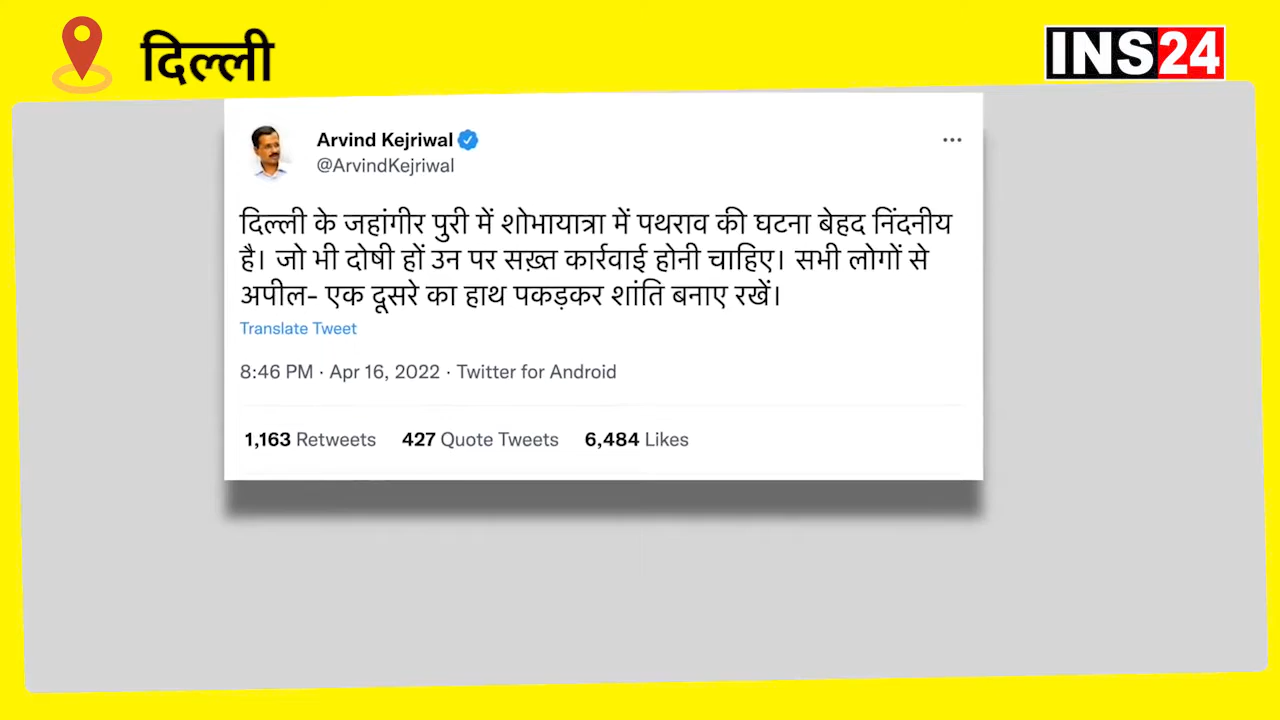 दिल्ली
INS24
Arvind Kejriwal
@ArvindKejriwal
दिल्ली के जहांगीर पुरी में शोभायात्रा में पथराव की घटना बेहद निंदनीय
है। जो भी दोषी हों उन पर सख़्त कार्रवाई होनी चाहिए। सभी लोगों से
अपील- एक दूसरे का हाथ पकड़कर शांति बनाए रखें।
Translate Tweet
8:46 PM · Apr 16, 2022 · Twitter for Android
1,163 Retweets 427 Quote Tweets 6,484 Likes